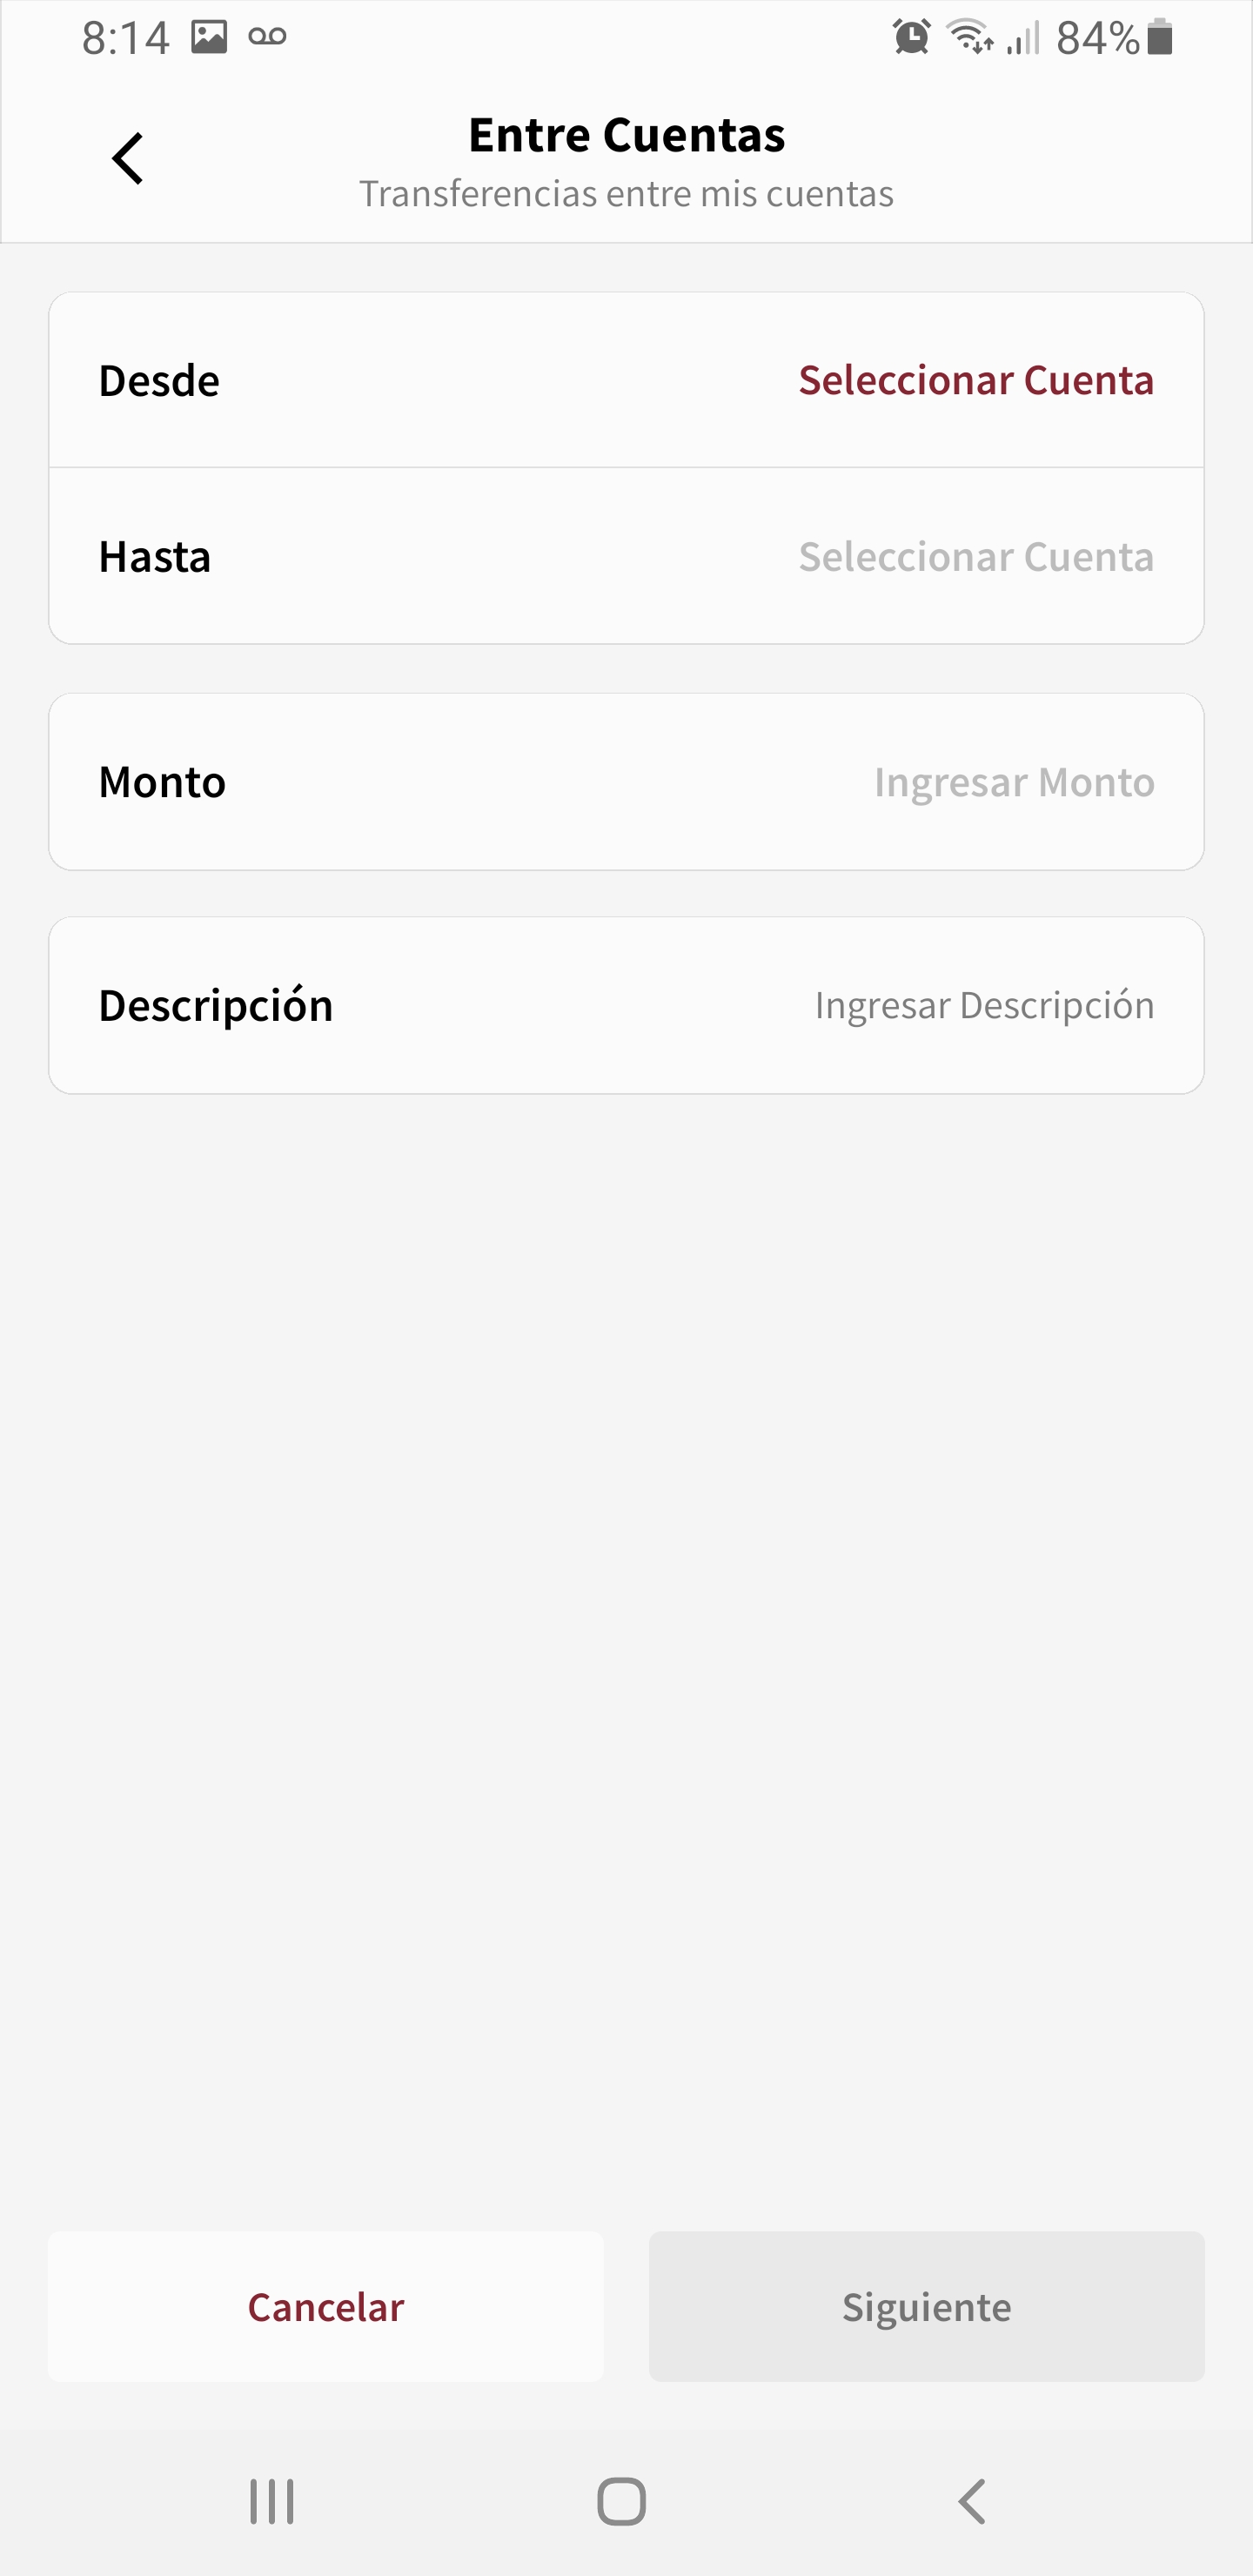 8:14 84%
Entre Cuentas
Transferencias entre mis cuentas
Desde Seleccionar Cuenta
Hasta Seleccionar Cuenta
Monto Ingresar Monto
Descripción Ingresar Descripción
Cancelar Siguiente